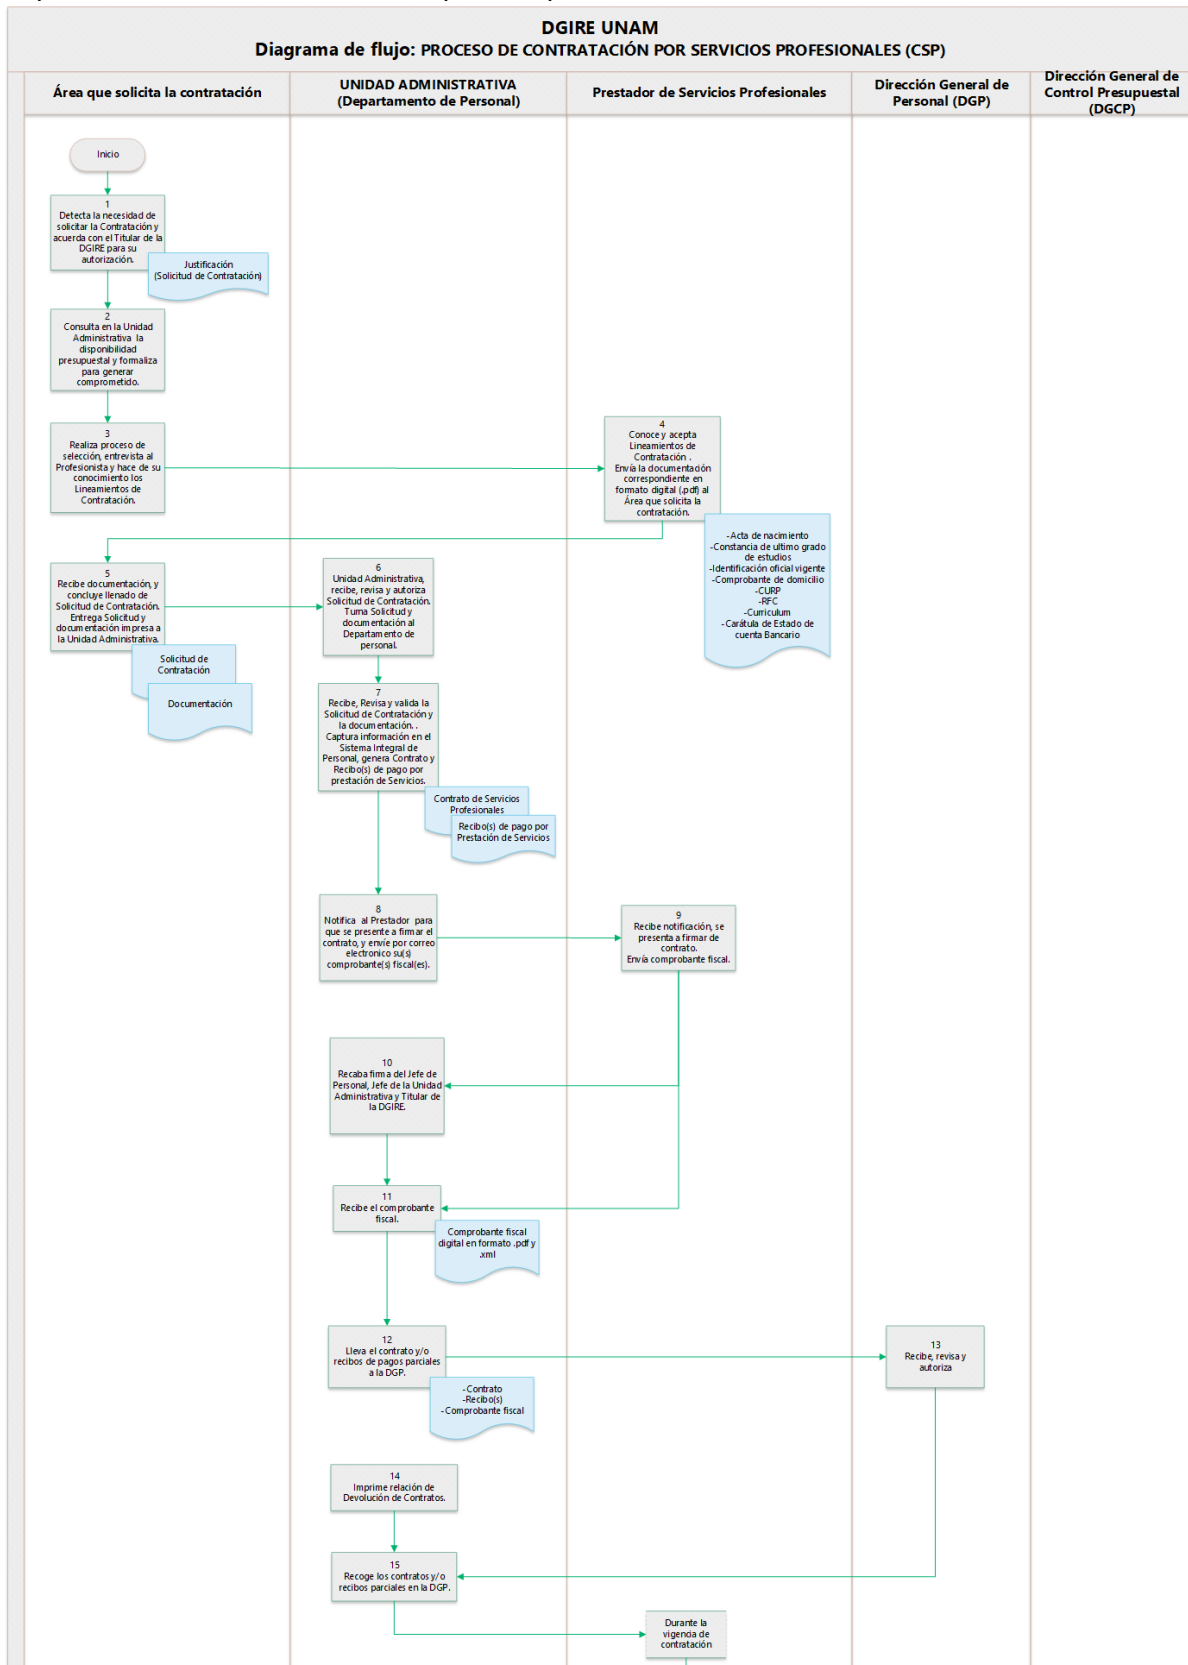 DGIRE UNAM
Diagrama de flujo: PROCESO DE CONTRATACIÓN POR SERVICIOS PROFESIONALES (CSP)
Área que solicita la contratación
UNIDAD ADMINISTRATIVA
(Departamento de Personal)
Prestador de Servicios Profesionales
Dirección General de
Personal (DGP)
Dirección General de
Control Presupuestal
(DGCP)
Inicio
1
Detecta la necesidad de
solicitar la Contratación y
acuerda con el Titular de la
DGIRE para su
autorización.
Justificación
(Solicitud de Contratación)
2
Consulta en la Unidad
Administrativa la
disponibilidad
presupuestal y formaliza
para generar
comprometido.
3
Realiza proceso de
selección, entrevista al
Profesionista y hace de su
conocimiento los
Lineamientos de
Contratación.
4
Conoce y acepta
Lineamientos de
Contratación .
Envía la documentación
correspondiente en
formato digital (.pdf) al
Área que solicita la
contratación.
-Acta de nacimiento
-Constancia de ultimo grado
de estudios
-Identificación oficial vigente
-Comprobante de domicilio
-CURP
-RFC
-Curriculum
-Carátula de Estado de
cuenta Bancario
5
Recibe documentación, y
concluye llenado de
Solicitud de Contratación.
Entrega Solicitud y
documentación impresa a
la Unidad Administrativa.
Solicitud de
Contratación
Documentación
6
Unidad Administrativa,
recibe, revisa y autoriza
Solicitud de Contratación.
Turna Solicitud y
documentación al
Departamento de
personal.
7
Recibe, Revisa y valida la
Solicitud de Contratación y
la documentación. .
Captura información en el
Sistema Integral de
Personal, genera Contrato y
Recibo(s) de pago por
prestación de Servicios.
Contrato de Servicios
Profesionales
Recibo(s) de pago por
Prestación de Servicios
8
Notifica al Prestador para
que se presente a firmar el
contrato, y envíe por correo
electronico su(s)
comprobante(s) fiscal(es).
9
Recibe notificación, se
presenta a firmar de
contrato.
Envía comprobante fiscal.
10
Recaba firma del Jefe de
Personal, Jefe de la Unidad
Administrativa y Titular de
la DGIRE.
11
Recibe el comprobante
fiscal.
Comprobante fiscal
digital en formato .pdf y
.xml
12
Lleva el contrato y/o
recibos de pagos parciales
a la DGP.
-Contrato
-Recibo(s)
-Comprobante fiscal
13
Recibe, revisa y
autoriza
14
Imprime relación de
Devolución de Contratos.
15
Recoge los contratos y/o
recibos parciales en la DGP.
Durante la
vigencia de
contratación